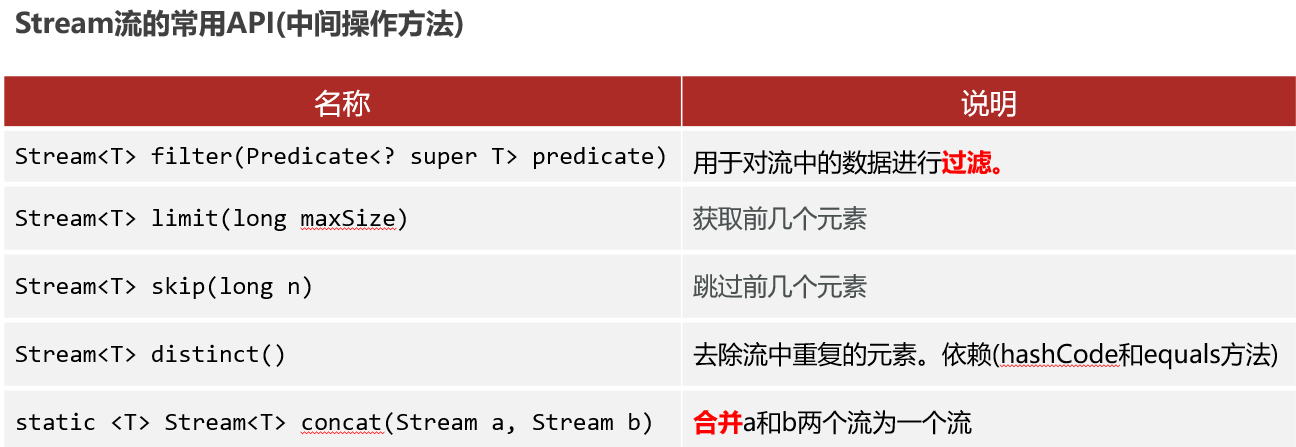 Stream流的常用API(中间操作方法)
名称 说明
Stream<T> filter(Predicate<? super T> predicate) 用于对流中的数据进行过滤。
Stream<T> limit(long maxSize) 获取前几个元素
Stream<T> skip(long n) 跳过前几个元素
Stream<T> distinct() 去除流中重复的元素。依赖(hashCode和equals方法)
static <T> Stream<T> concat(Stream a, Stream b) 合并a和b两个流为一个流